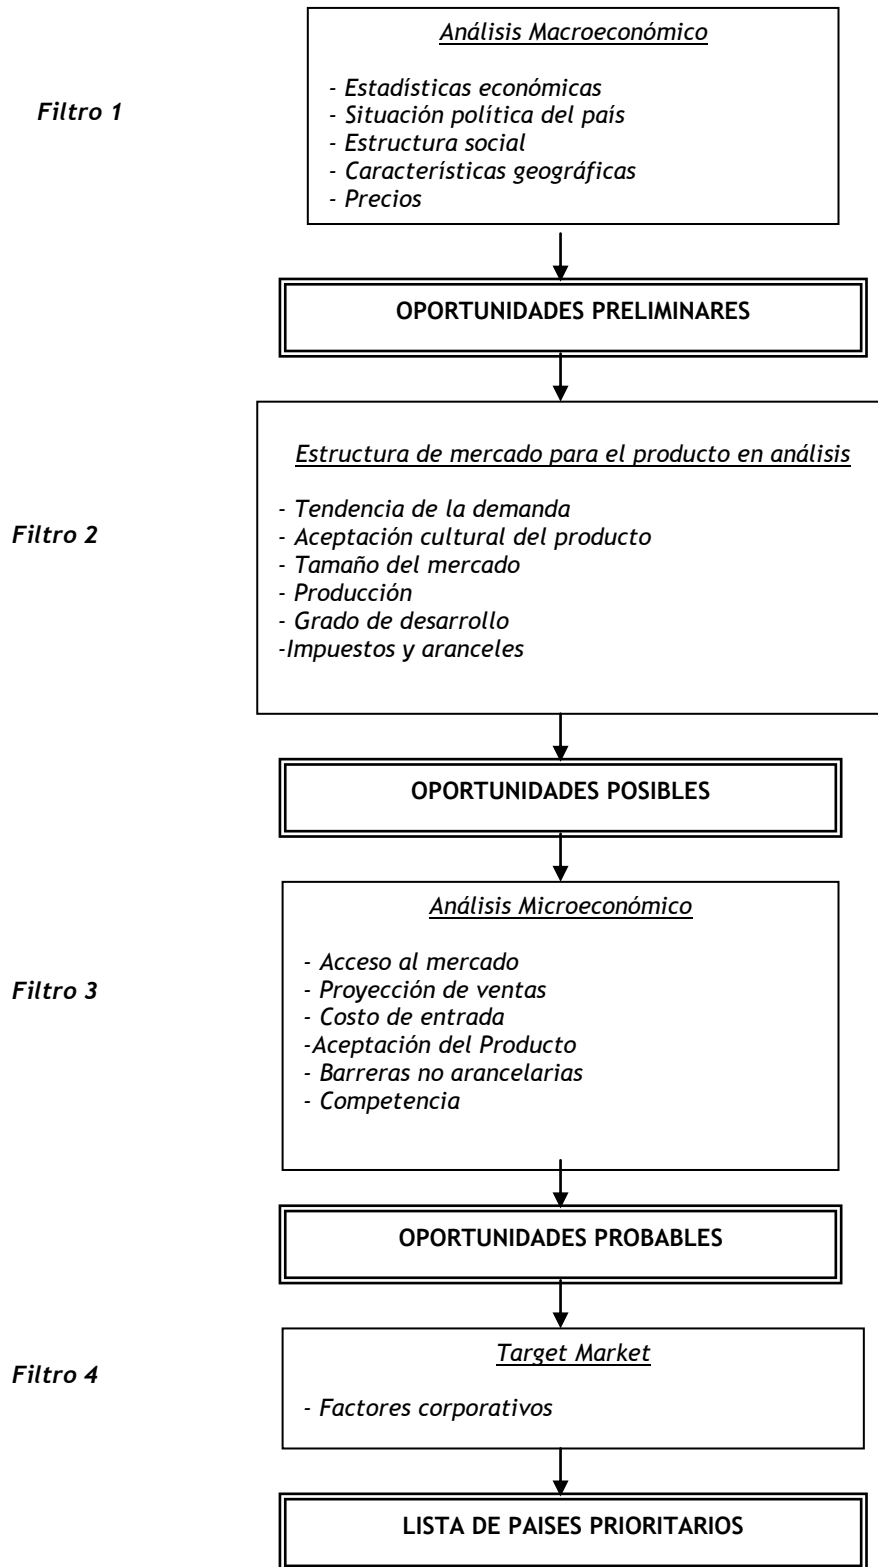 Análisis Macroeconómico
Filtro 1
- Estadísticas económicas
- Situación política del país
- Estructura social
- Características geográficas
- Precios
OPORTUNIDADES PRELIMINARES
Estructura de mercado para el producto en análisis
Filtro 2
- Tendencia de la demanda
- Aceptación cultural del producto
- Tamaño del mercado
- Producción
- Grado de desarrollo
-Impuestos y aranceles
OPORTUNIDADES POSIBLES
Análisis Microeconómico
Filtro 3
- Acceso al mercado
- Proyección de ventas
- Costo de entrada
-Aceptación del Producto
- Barreras no arancelarias
- Competencia
OPORTUNIDADES PROBABLES
Target Market
Filtro 4
- Factores corporativos
LISTA DE PAISES PRIORITARIOS